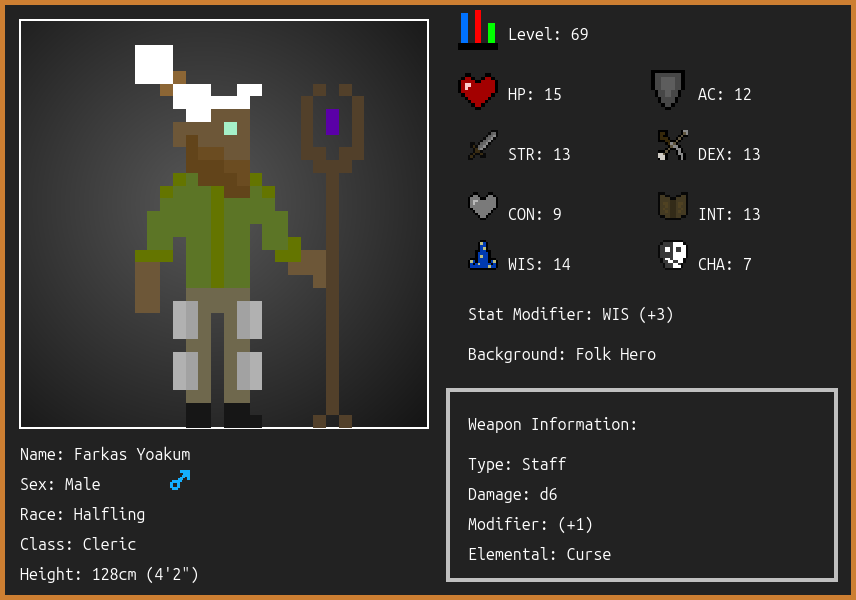 Level: 69
HP: 15
AC: 12
STR: 13
DEX: 13
CON: 9
INT: 13
WIS: 14
CHA: 7
Stat Modifier: WIS (+3)
Background: Folk Hero
Weapon Information:
Type: Staff
Damage: d6
Modifier: (+1)
Elemental: Curse
Name: Farkas Yoakum
Sex: Male
Race: Halfling
Class: Cleric
Height: 128cm (4'2")